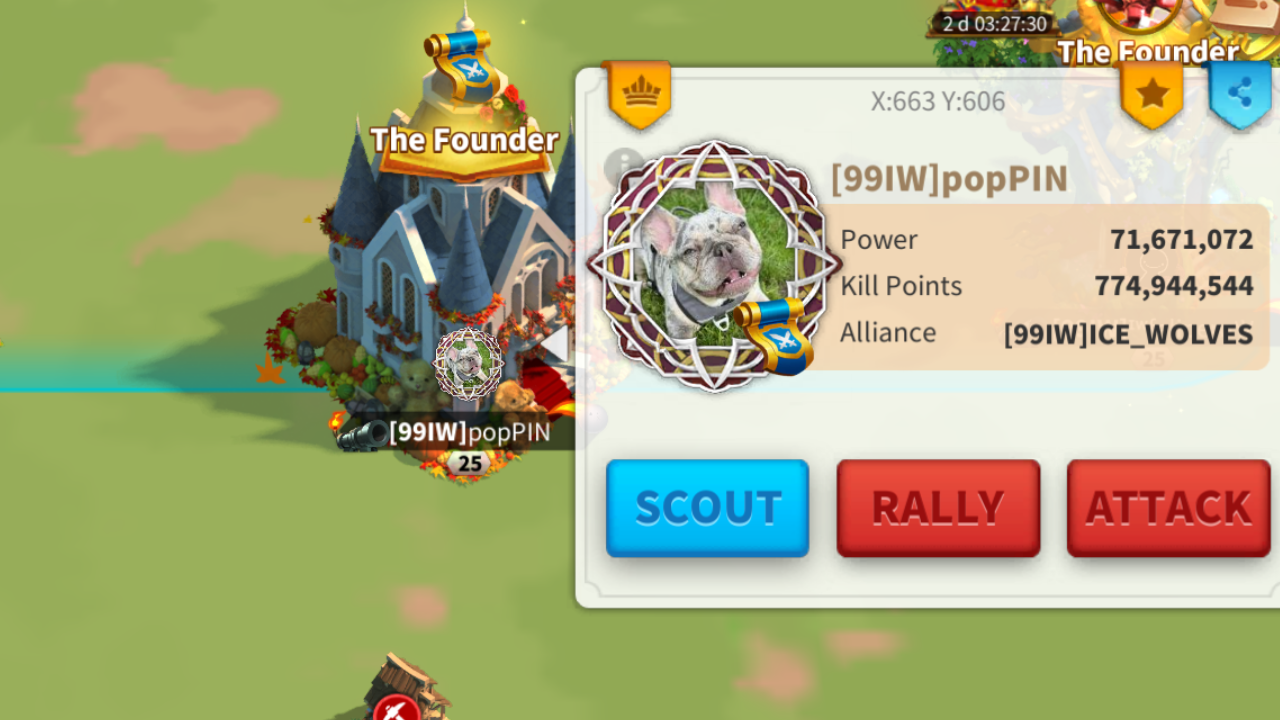 2 d 03:27:30
The Founder
X:663 Y:606
The Founder
[99IW]popPIN
Power 71,671,072
Kill Points 774,944,544
Alliance [99IW]ICE_WOLVES
25
[99IW]popPIN
25
SCOUT RALLY ATTACK